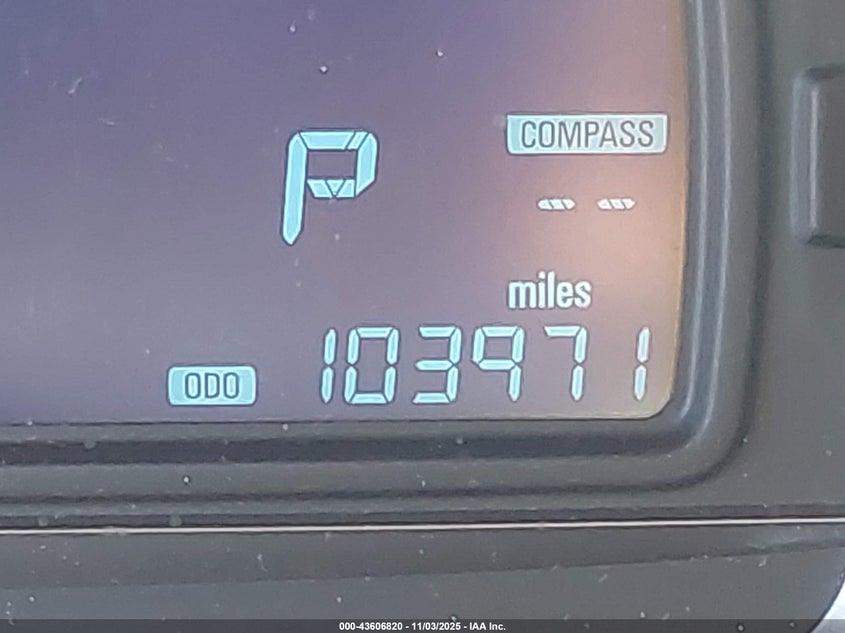 P
COMPASS
-- --
miles
ODO 103971
000-43606820 - 11/03/2025 - IAA Inc.